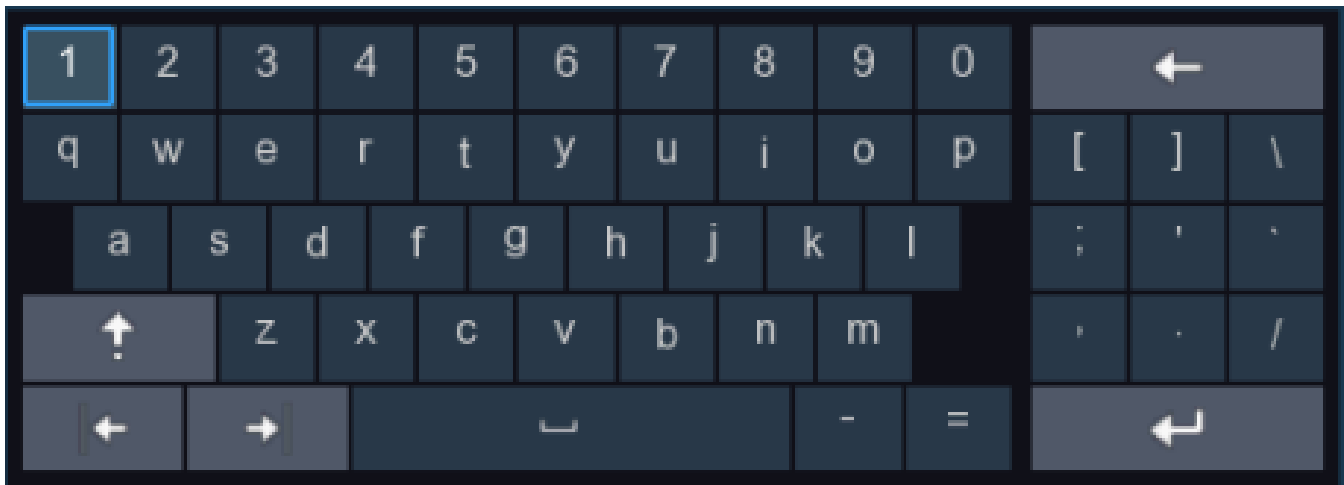 1 2 3 4 5 6 7 8 9 0 ←
q w e r t y u i o p [ ] \
a s d f g h j k l ; ' `
z x c v b n m , . /
- =